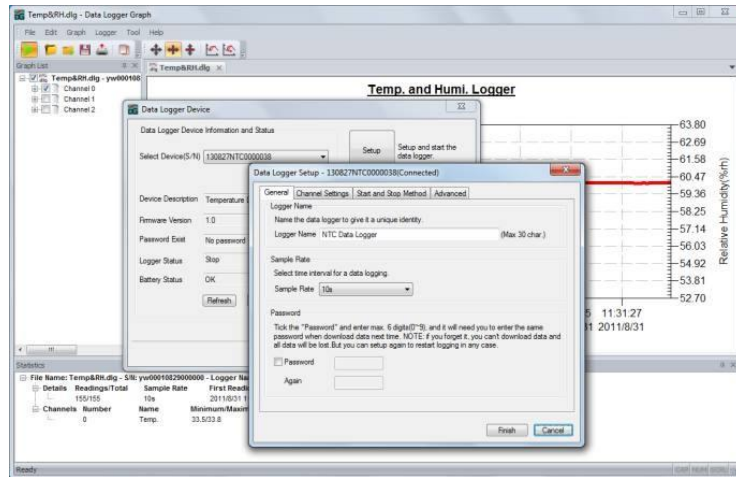 Temp&RH.dlg - Data Logger Graph
File Edit Graph Logger Tool Help
Graph List
Temp&RH.dlg
Temp&RH.dlg - yw000108
Channel 0
Channel 1
Channel 2
Temp. and Humi. Logger
63.80
62.69
61.58
60.47
59.36
58.25
57.14
56.03
54.92
53.81
52.70
Relative Humidity(%rh)
11:31:27
2011/8/31
Data Logger Device
Data Logger Device Information and Status
Select Device(S/N) 130827NTC0000038
Setup
Setup and start the
data logger.
Device Description Temperature
Firmware Version 1.0
Password Exist No password
Logger Status Stop
Battery Status OK
Refresh
Data Logger Setup - 130827NTC0000038(Connected)
General Channel Settings Start and Stop Method Advanced
Logger Name
Name the data logger to give it a unique identity.
Logger Name NTC Data Logger (Max 30 char.)
Sample Rate
Select time interval for a data logging.
Sample Rate 10s
Password
Tick the "Password" and enter max. 6 digits(0~9), and it will need you to enter the same
password when download data next time. NOTE: if you forget it, you can't download data and
all data will be lost.But you can setup again to restart logging in any case.
Password
Again
Finish Cancel
Statistics
File Name: Temp&RH.dlg - S/N: yw00010829000000 - Logger Na
Details Readings/Total Sample Rate First Readi
155/155 10s 2011/8/31 1
Channels Number Name Minimum/Maxim
0 Temp. 33.5/33.8
Ready